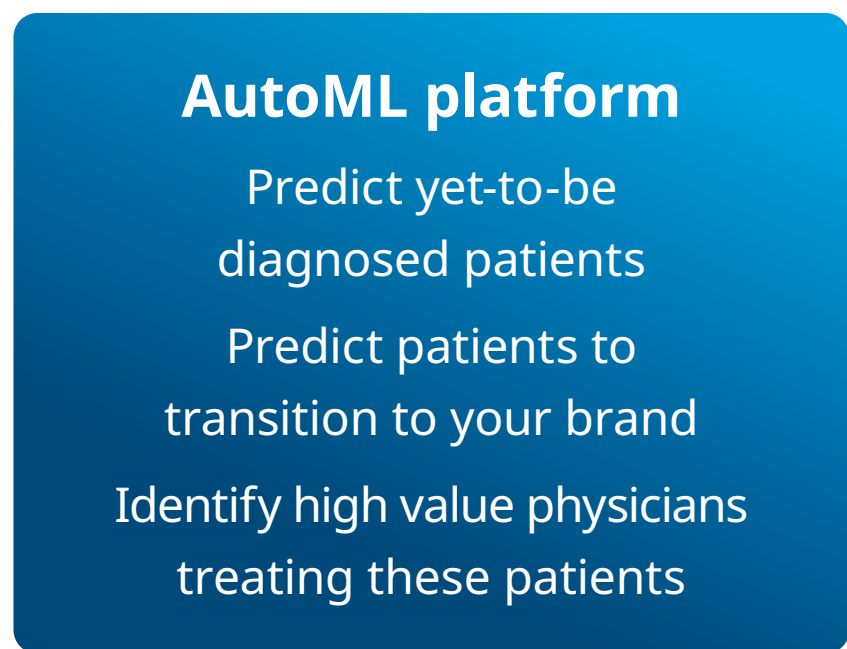 AutoML platform
Predict yet-to-be
diagnosed patients
Predict patients to
transition to your brand
Identify high value physicians
treating these patients